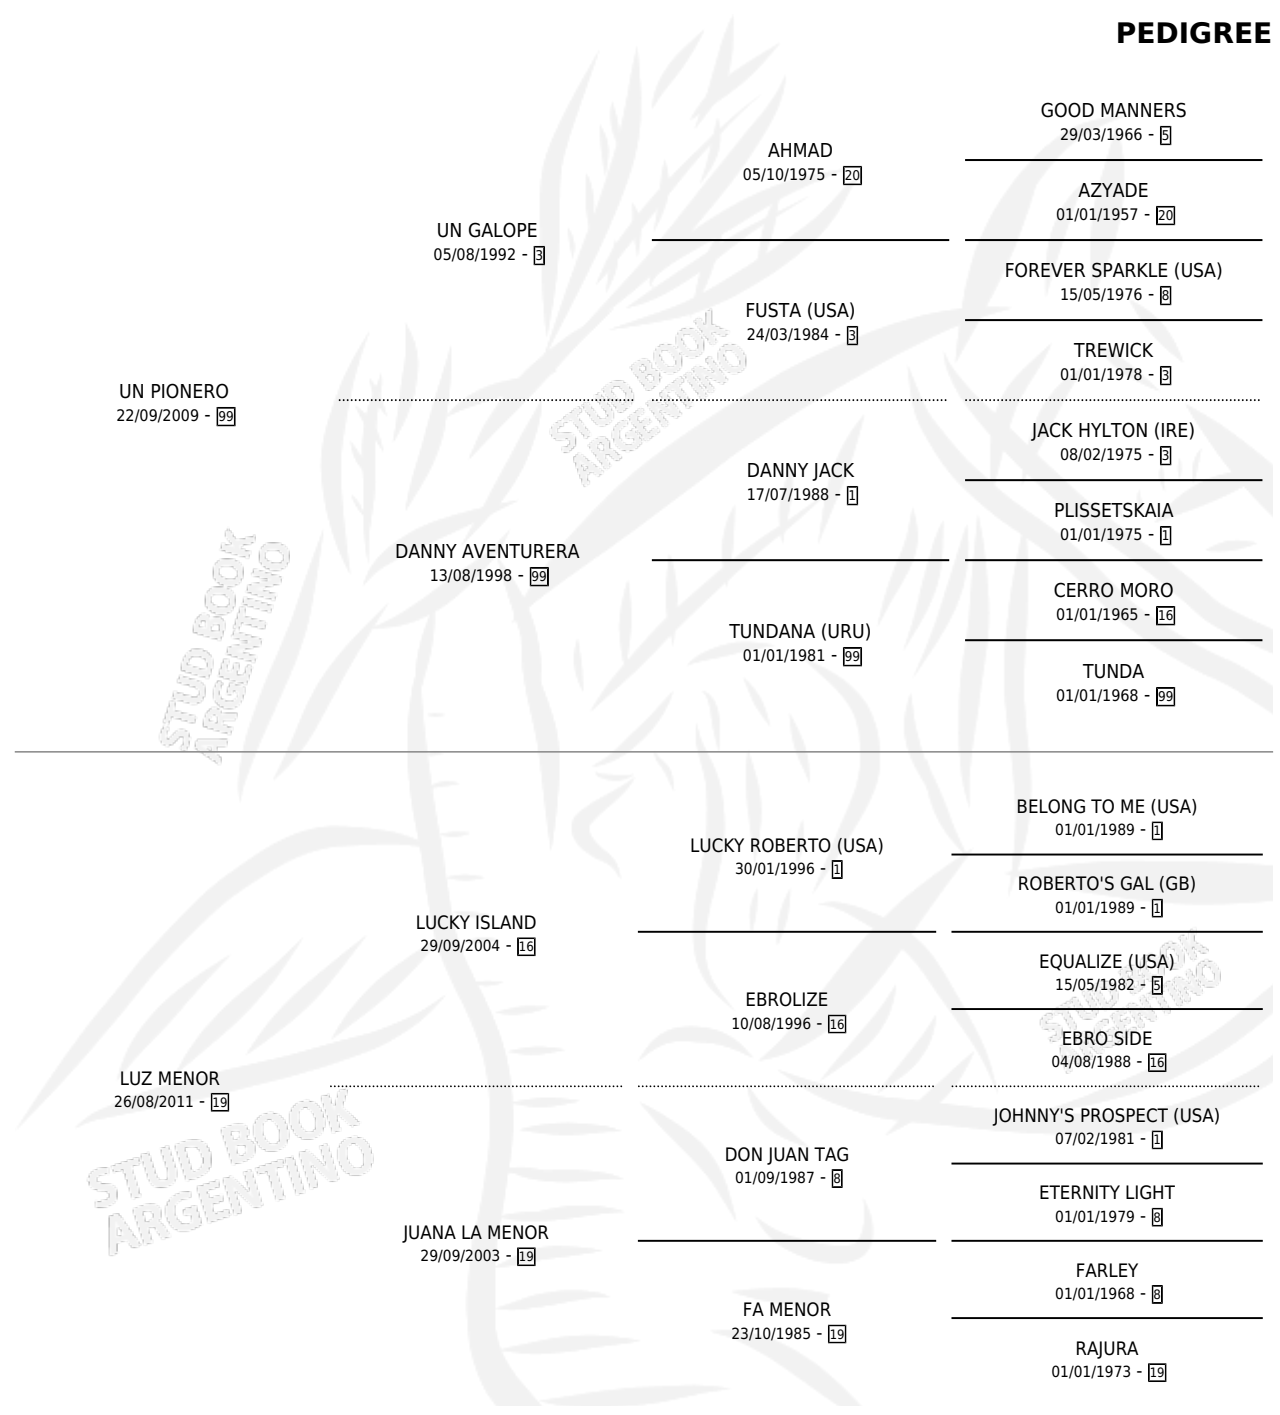 PEDIGREE
GOOD MANNERS
29/03/1966 - 5
AHMAD
05/10/1975 - 20
AZYADE
01/01/1957 - 20
UN GALOPE
05/08/1992 - 3
FOREVER SPARKLE (USA)
15/05/1976 - 8
FUSTA (USA)
24/03/1984 - 3
TREWICK
01/01/1978 - 3
UN PIONERO
22/09/2009 - 99
JACK HYLTON (IRE)
08/02/1975 - 3
DANNY JACK
17/07/1988 - 1
PLISSETSKAIA
01/01/1975 - 1
DANNY AVENTURERA
13/08/1998 - 99
CERRO MORO
01/01/1965 - 16
TUNDANA (URU)
01/01/1981 - 99
TUNDA
01/01/1968 - 99
BELONG TO ME (USA)
01/01/1989 - 1
LUCKY ROBERTO (USA)
30/01/1996 - 1
ROBERTO'S GAL (GB)
01/01/1989 - 1
LUCKY ISLAND
29/09/2004 - 16
EQUALIZE (USA)
15/05/1982 - 5
EBROLIZE
10/08/1996 - 16
EBRO SIDE
04/08/1988 - 16
LUZ MENOR
26/08/2011 - 19
JOHNNY'S PROSPECT (USA)
07/02/1981 - 1
DON JUAN TAG
01/09/1987 - 8
ETERNITY LIGHT
01/01/1979 - 8
JUANA LA MENOR
29/09/2003 - 19
FARLEY
01/01/1968 - 8
FA MENOR
23/10/1985 - 19
RAJURA
01/01/1973 - 19
STUD BOOK
ARGENTINO
STUD BOOK
ARGENTINO
STUD BOOK
ARGENTINO
STUD BOOK
ARGENTINO